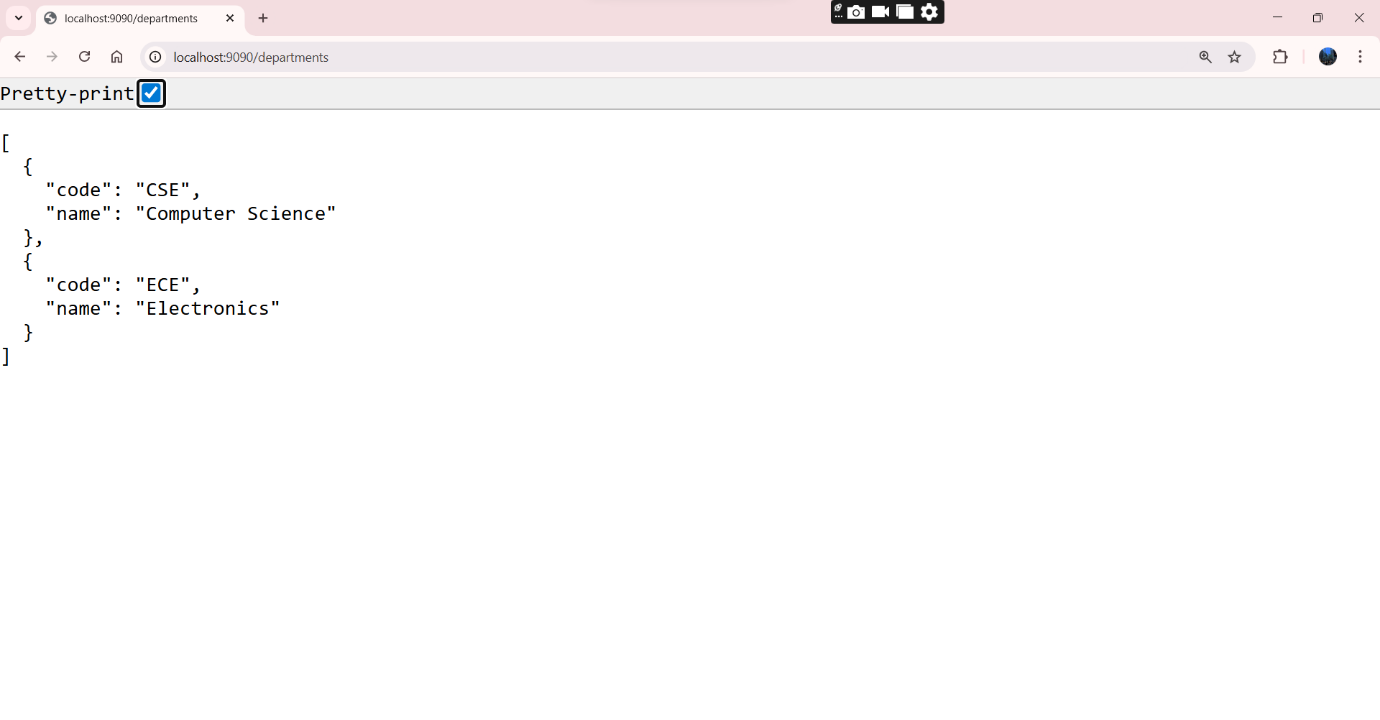 localhost:9090/departments
localhost:9090/departments
Pretty-print
[
  {
    "code": "CSE",
    "name": "Computer Science"
  },
  {
    "code": "ECE",
    "name": "Electronics"
  }
]